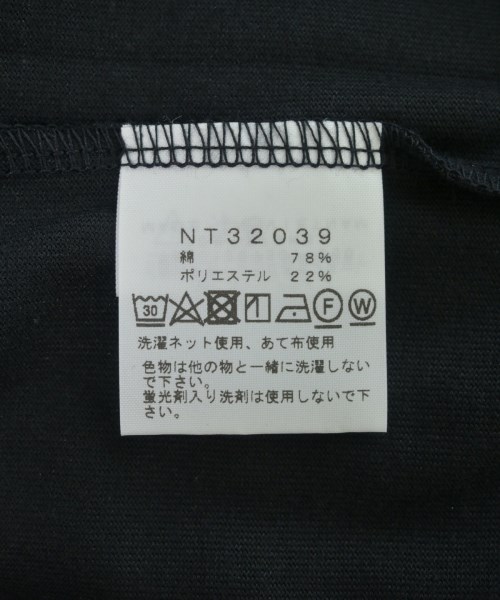 NT32039
綿 78%
ポリエステル 22%
30 F W
洗濯ネット使用、あて布使用
色物は他の物と一緒に洗濯しない
で下さい。
蛍光剤入り洗剤は使用しないで下
さい。